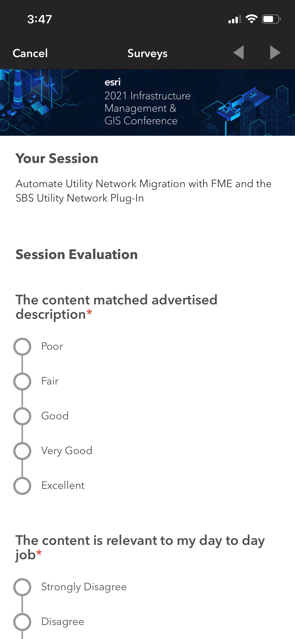 3:47
Cancel
Surveys
esri
2021 Infrastructure
Management &
GIS Conference
Your Session
Automate Utility Network Migration with FME and the
SBS Utility Network Plug-In
Session Evaluation
The content matched advertised
description*
Poor
Fair
Good
Very Good
Excellent
The content is relevant to my day to day
job*
Strongly Disagree
Disagree